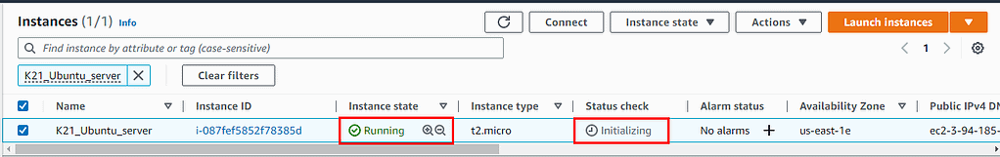 Instances (1/1) Info
Connect Instance state Actions Launch instances
Find instance by attribute or tag (case-sensitive)
1
K21_Ubuntu_server Clear filters
Name Instance ID Instance state Instance type Status check Alarm status Availability Zone Public IPv4 DN
K21_Ubuntu_server i-087fef5852f78385d Running t2.micro Initializing No alarms us-east-1e ec2-3-94-185-